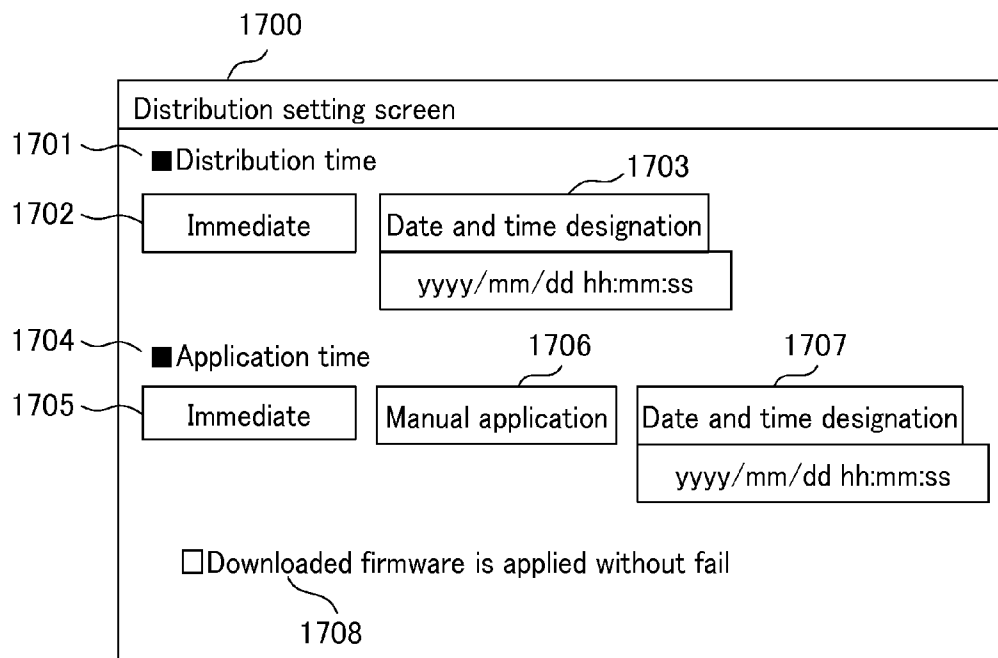 1700
Distribution setting screen
1701
■Distribution time
1703
1702
Immediate
Date and time designation
yyyy/mm/dd hh:mm:ss
1704
■Application time
1706
1707
1705
Immediate
Manual application
Date and time designation
yyyy/mm/dd hh:mm:ss
□Downloaded firmware is applied without fail
1708